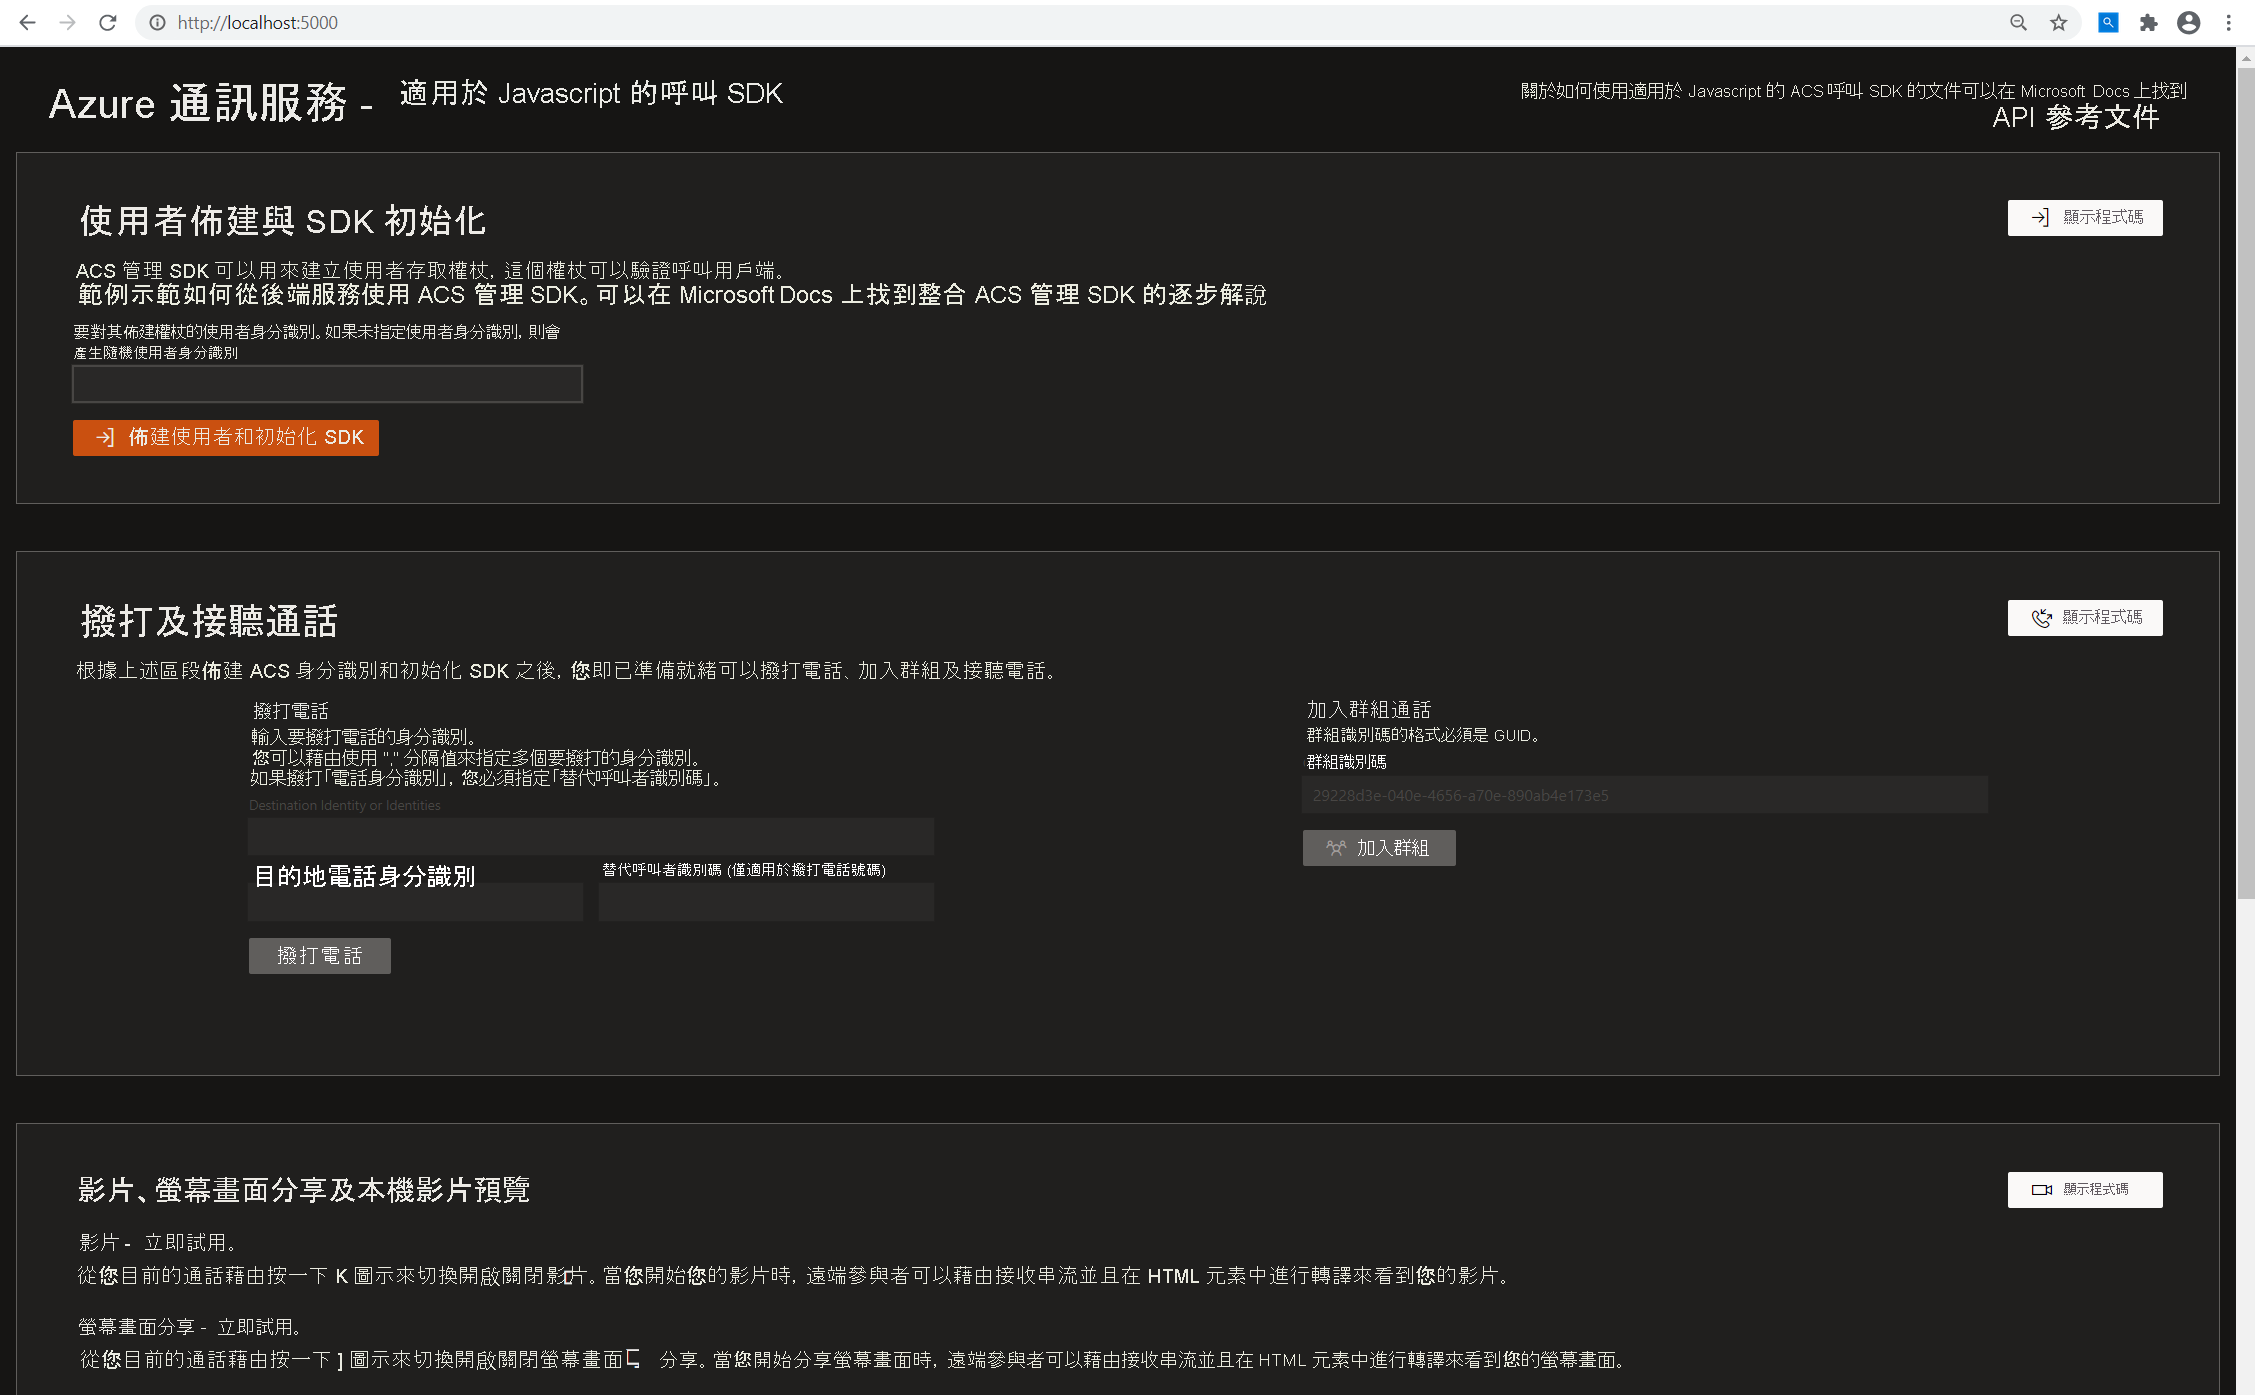 http://localhost:5000
Azure 通訊服務 - 適用於 Javascript 的呼叫 SDK
關於如何使用適用於 Javascript 的 ACS 呼叫 SDK 的文件可以在 Microsoft Docs 上找到
API 參考文件
使用者佈建與 SDK 初始化
顯示程式碼
ACS 管理 SDK 可以用來建立使用者存取權杖, 這個權杖可以驗證呼叫用戶端。
範例示範如何從後端服務使用 ACS 管理 SDK。可以在 Microsoft Docs 上找到整合 ACS 管理 SDK 的逐步解說
要對其佈建權杖的使用者身分識別。如果未指定使用者身分識別, 則會
產生隨機使用者身分識別
佈建使用者和初始化 SDK
撥打及接聽通話
顯示程式碼
根據上述區段佈建 ACS 身分識別和初始化 SDK 之後, 您即已準備就緒可以撥打電話、加入群組及接聽電話。
撥打電話
輸入要撥打電話的身分識別。
您可以藉由使用 "," 分隔值來指定多個要撥打的身分識別。
如果撥打「電話身分識別」, 您必須指定「替代呼叫者識別碼」。
Destination Identity or Identities
目的地電話身分識別
替代呼叫者識別碼 (僅適用於撥打電話號碼)
撥打電話
加入群組通話
群組識別碼的格式必須是 GUID。
群組識別碼
29228d3e-040e-4656-a70e-890ab4e173e5
加入群組
影片、螢幕畫面分享及本機影片預覽
顯示程式碼
影片 - 立即試用。
從您目前的通話藉由按一下 K 圖示來切換開啟關閉影片。當您開始您的影片時, 遠端參與者可以藉由接收串流並且在 HTML 元素中進行轉譯來看到您的影片。
螢幕畫面分享 - 立即試用。
從您目前的通話藉由按一下 ] 圖示來切換開啟關閉螢幕畫面 分享。當您開始分享螢幕畫面時, 遠端參與者可以藉由接收串流並且在 HTML 元素中進行轉譯來看到您的螢幕畫面。